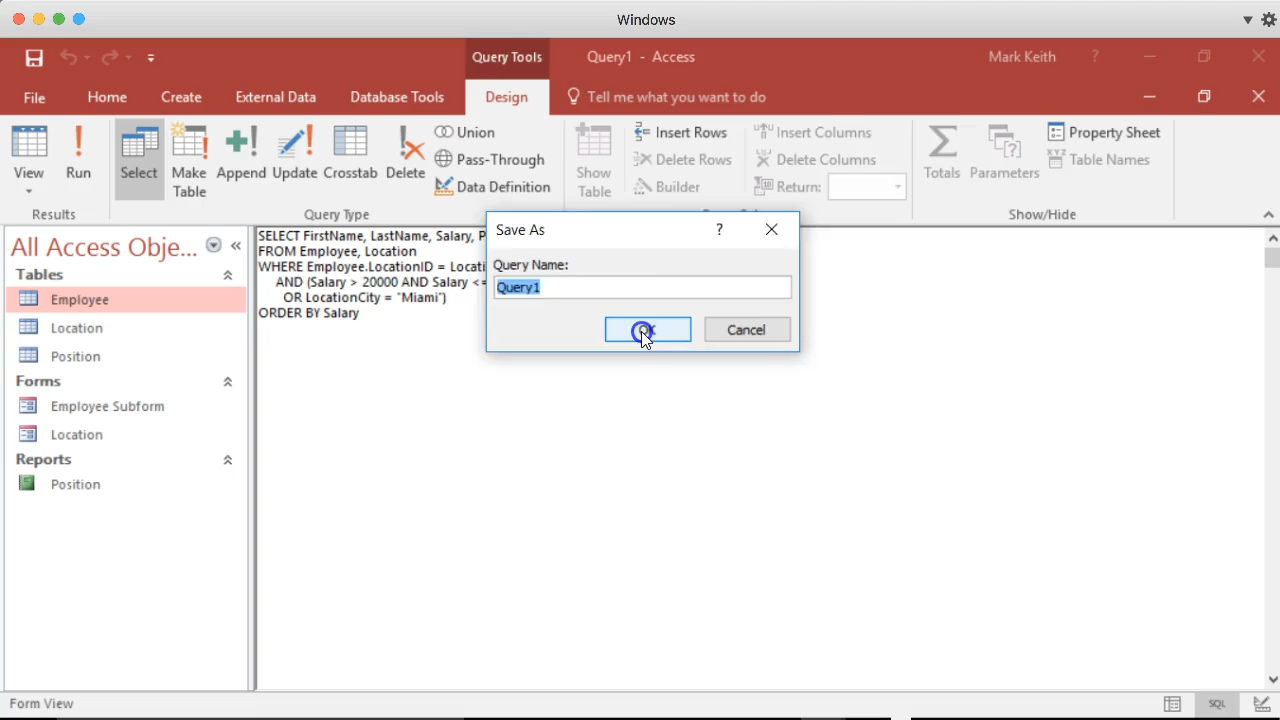 Windows
Query Tools
Query1 - Access
Mark Keith
?
File
Home
Create
External Data
Database Tools
Design
Tell me what you want to do
View
Run
Select
Make
Table
Append
Update
Crosstab
Delete
Union
Pass-Through
Data Definition
Show
Table
Insert Rows
Delete Rows
Builder
Insert Columns
Delete Columns
Return:
Totals
Parameters
Property Sheet
Table Names
Results
Query Type
Show/Hide
All Access Obje...
Tables
Employee
Location
Position
Forms
Employee Subform
Location
Reports
Position
SELECT FirstName, LastName, Salary, P
FROM Employee, Location
WHERE Employee.LocationID = Locati
AND (Salary > 20000 AND Salary <=
OR LocationCity = "Miami")
ORDER BY Salary
Save As
?
Query Name:
Query1
Cancel
Form View
SQL